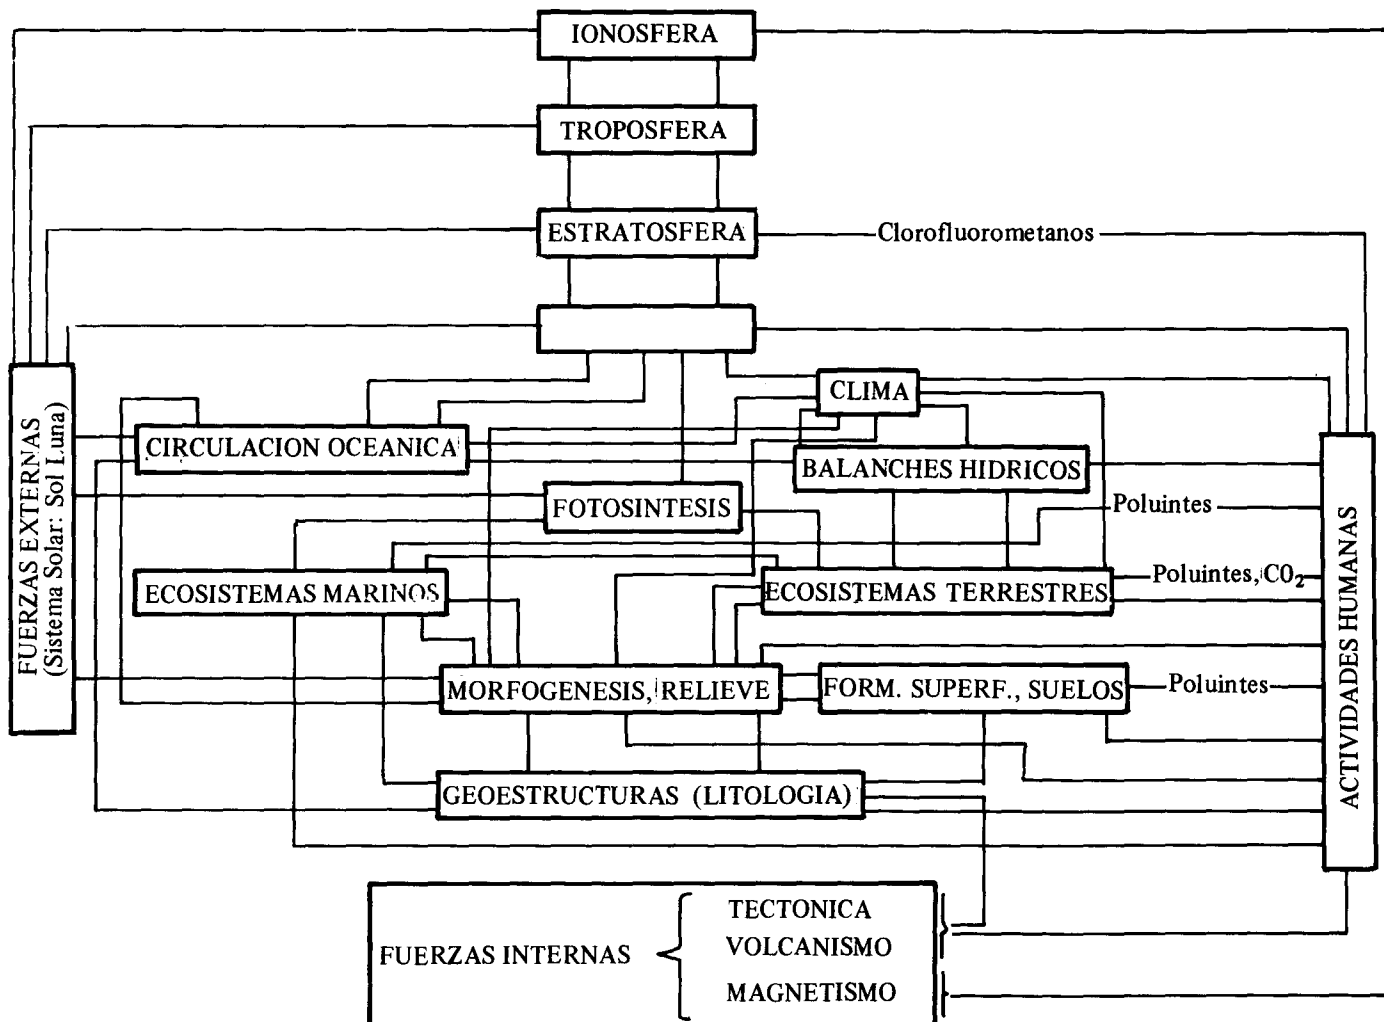 IONOSFERA
TROPOSFERA
ESTRATOSFERA
Clorofluorometanos
FUERZAS EXTERNAS
(Sistema Solar: Sol Luna)
CLIMA
CIRCULACION OCEANICA
BALANCHES HIDRICOS
FOTOSINTESIS
Poluintes
ECOSISTEMAS MARINOS
ECOSISTEMAS TERRESTRES
Poluintes, CO₂
MORFOGENESIS, RELIEVE
FORM. SUPERF., SUELOS
Poluintes
ACTIVIDADES HUMANAS
GEOESTRUCTURAS (LITOLOGIA)
FUERZAS INTERNAS
TECTONICA
VOLCANISMO
MAGNETISMO